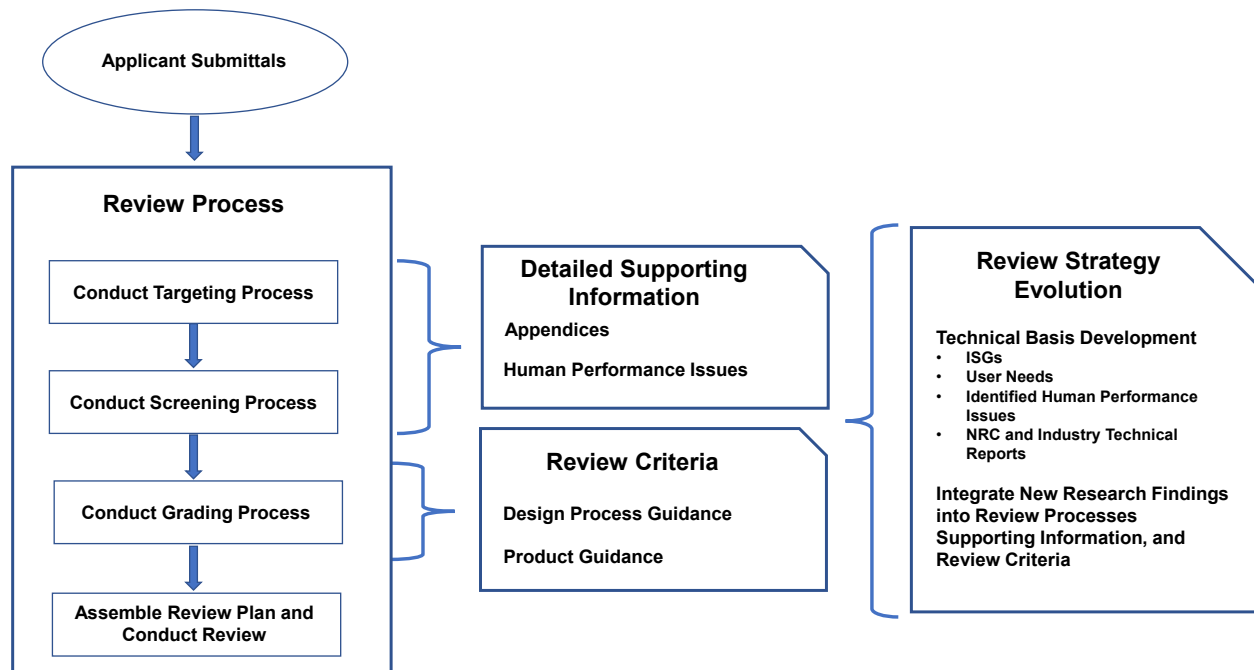 Applicant Submittals
Review Process
Conduct Targeting Process
Conduct Screening Process
Conduct Grading Process
Assemble Review Plan and
Conduct Review
Detailed Supporting
Information
Appendices
Human Performance Issues
Review Criteria
Design Process Guidance
Product Guidance
Review Strategy
Evolution
Technical Basis Development
• ISGs
• User Needs
• Identified Human Performance
Issues
• NRC and Industry Technical
Reports
Integrate New Research Findings
into Review Processes
Supporting Information, and
Review Criteria